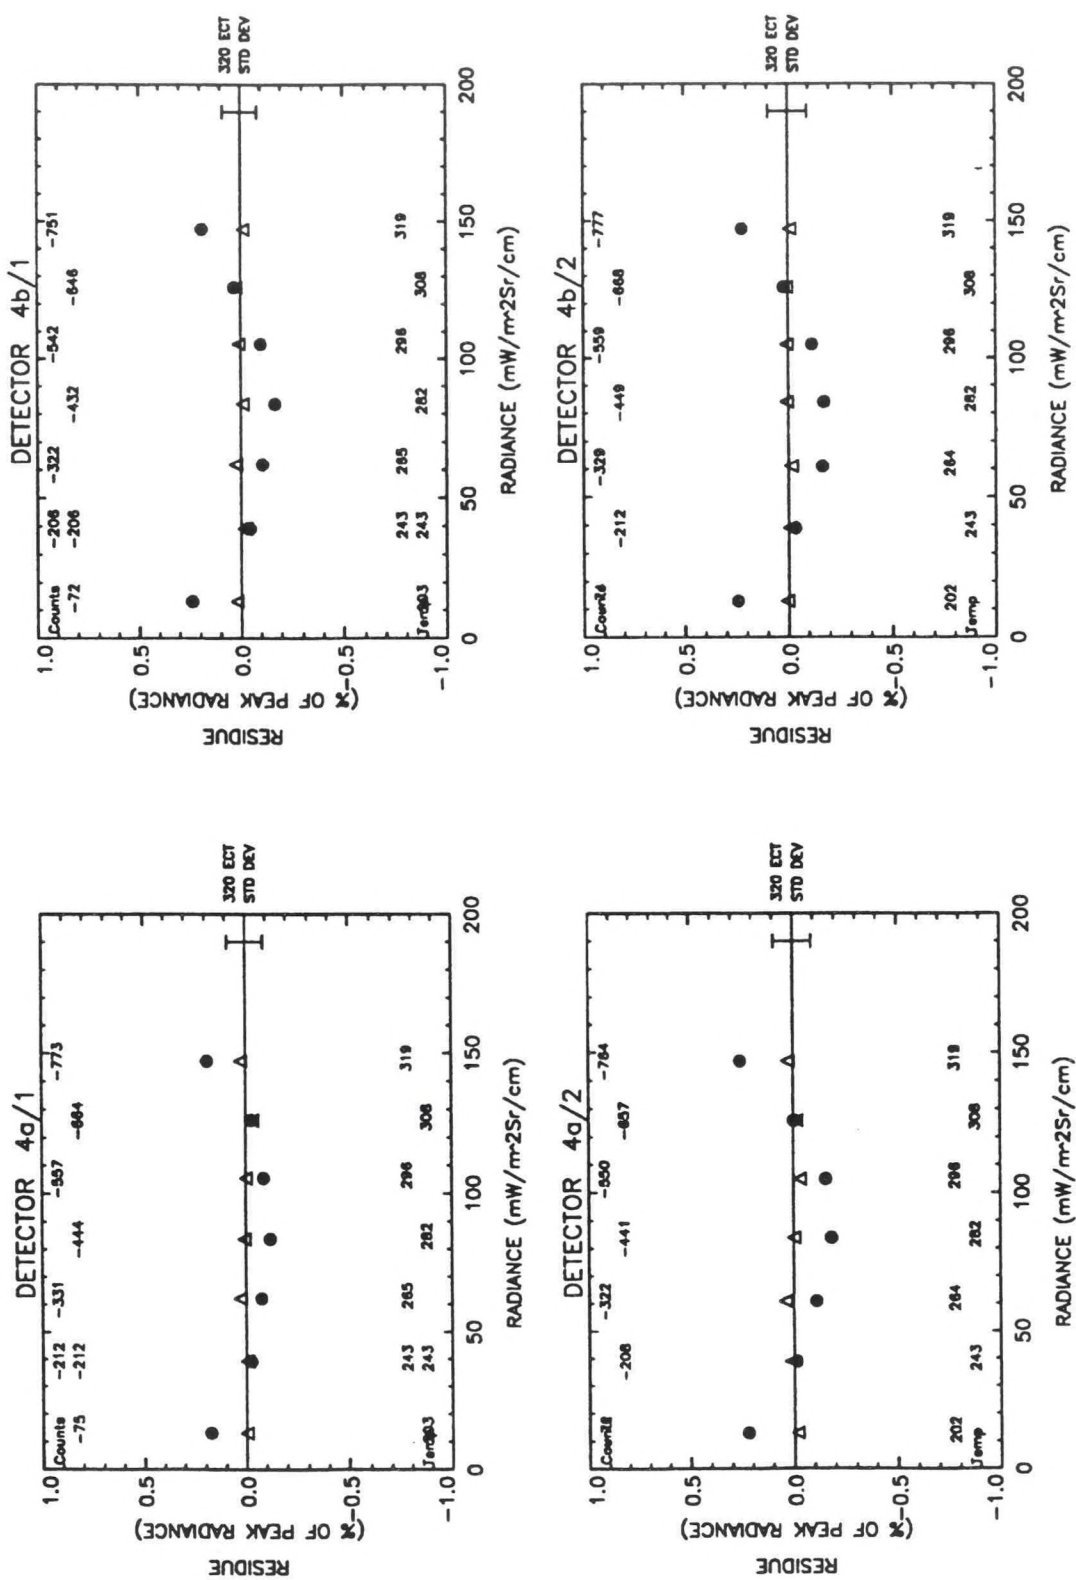 DETECTOR 4a/1
1.0
0.5
0.0
-0.5
-1.0
RESIDUE
(% OF PEAK RADIANCE)
Counts -212 -331 -557 -773
-75 -212 -444 -664
243 265 296 319
243 282 308
320 ECT
STD DEV
0 50 100 150 200
RADIANCE (mW/m^2Sr/cm)
DETECTOR 4b/1
1.0
0.5
0.0
-0.5
-1.0
RESIDUE
(% OF PEAK RADIANCE)
Counts -206 -322 -542 -751
-72 -206 -432 -646
243 265 296 319
243 282 308
320 ECT
STD DEV
0 50 100 150 200
RADIANCE (mW/m^2Sr/cm)
DETECTOR 4a/2
1.0
0.5
0.0
-0.5
-1.0
RESIDUE
(% OF PEAK RADIANCE)
-322 -550 -764
-208 -441 -657
202 264 296 319
Temp 243 282 308
320 ECT
STD DEV
0 50 100 150 200
RADIANCE (mW/m^2Sr/cm)
DETECTOR 4b/2
1.0
0.5
0.0
-0.5
-1.0
RESIDUE
(% OF PEAK RADIANCE)
-329 -559 -777
-212 -449 -668
202 264 296 319
Temp 243 282 308
320 ECT
STD DEV
0 50 100 150 200
RADIANCE (mW/m^2Sr/cm)